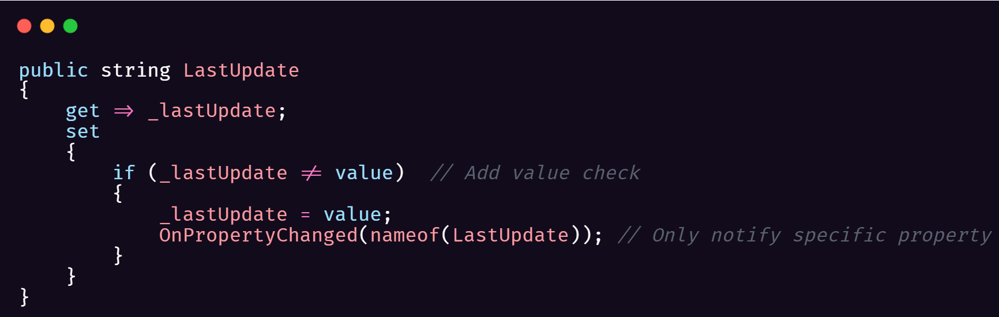 public string LastUpdate
{
    get => _lastUpdate;
    set
    {
        if (_lastUpdate != value)  // Add value check
        {
            _lastUpdate = value;
            OnPropertyChanged(nameof(LastUpdate)); // Only notify specific property
        }
    }
}